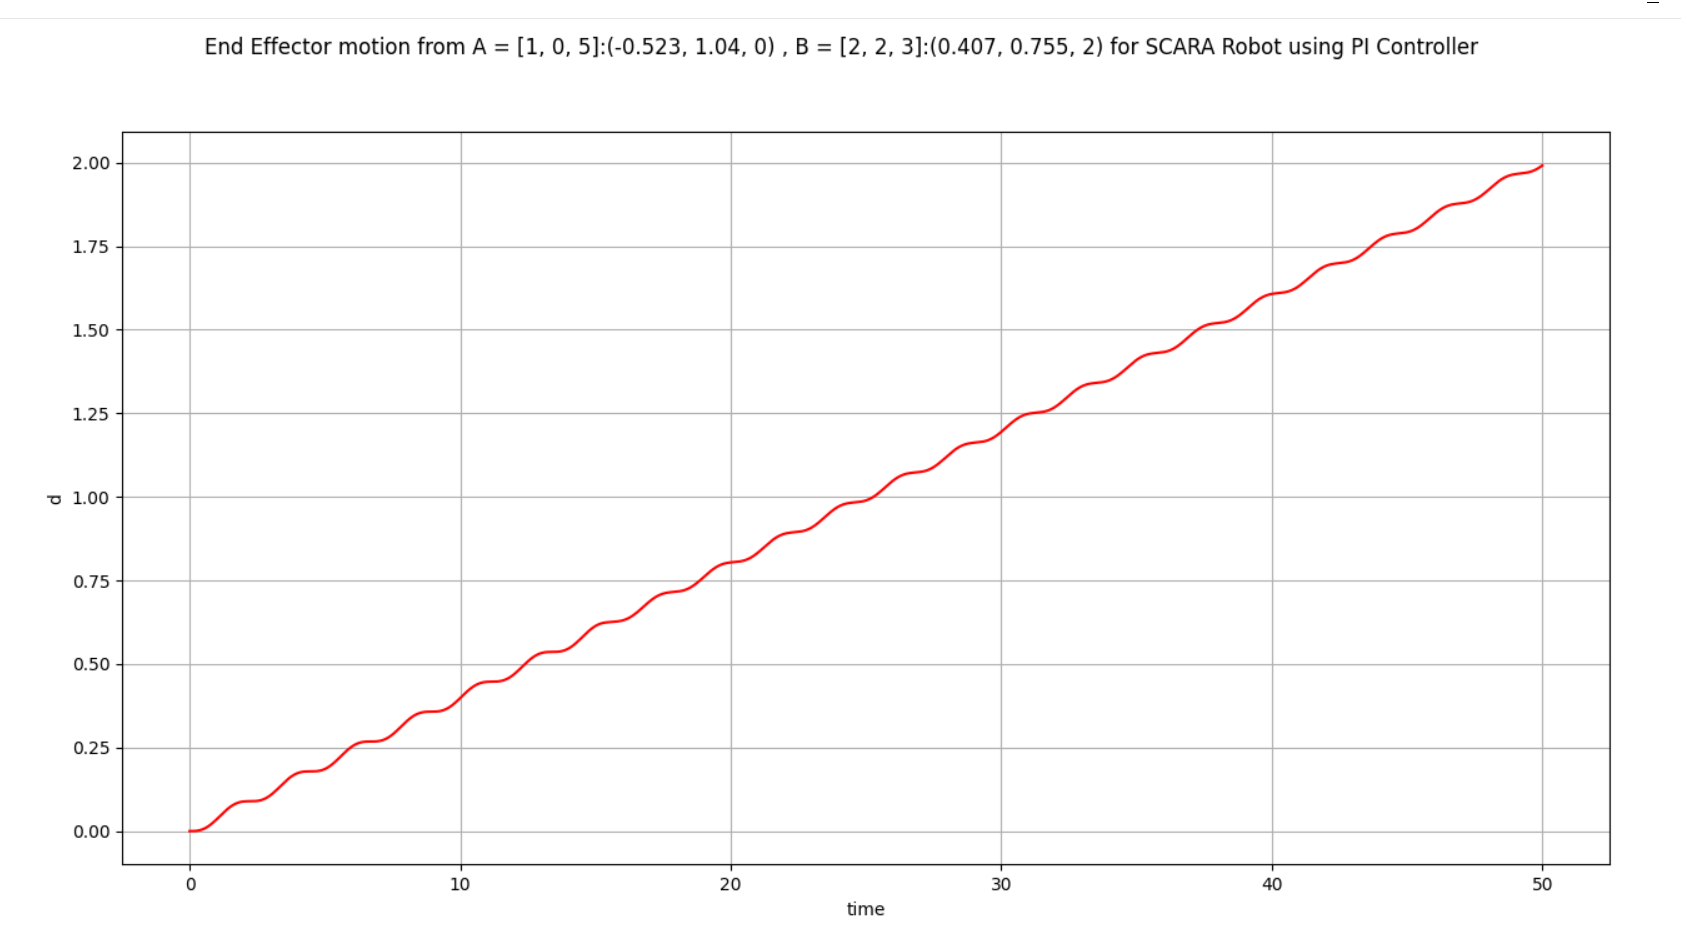 End Effector motion from A = [1, 0, 5]:(-0.523, 1.04, 0) , B = [2, 2, 3]:(0.407, 0.755, 2) for SCARA Robot using PI Controller
2.00
1.75
1.50
1.25
1.00
0.75
0.50
0.25
0.00
d
0 10 20 30 40 50
time